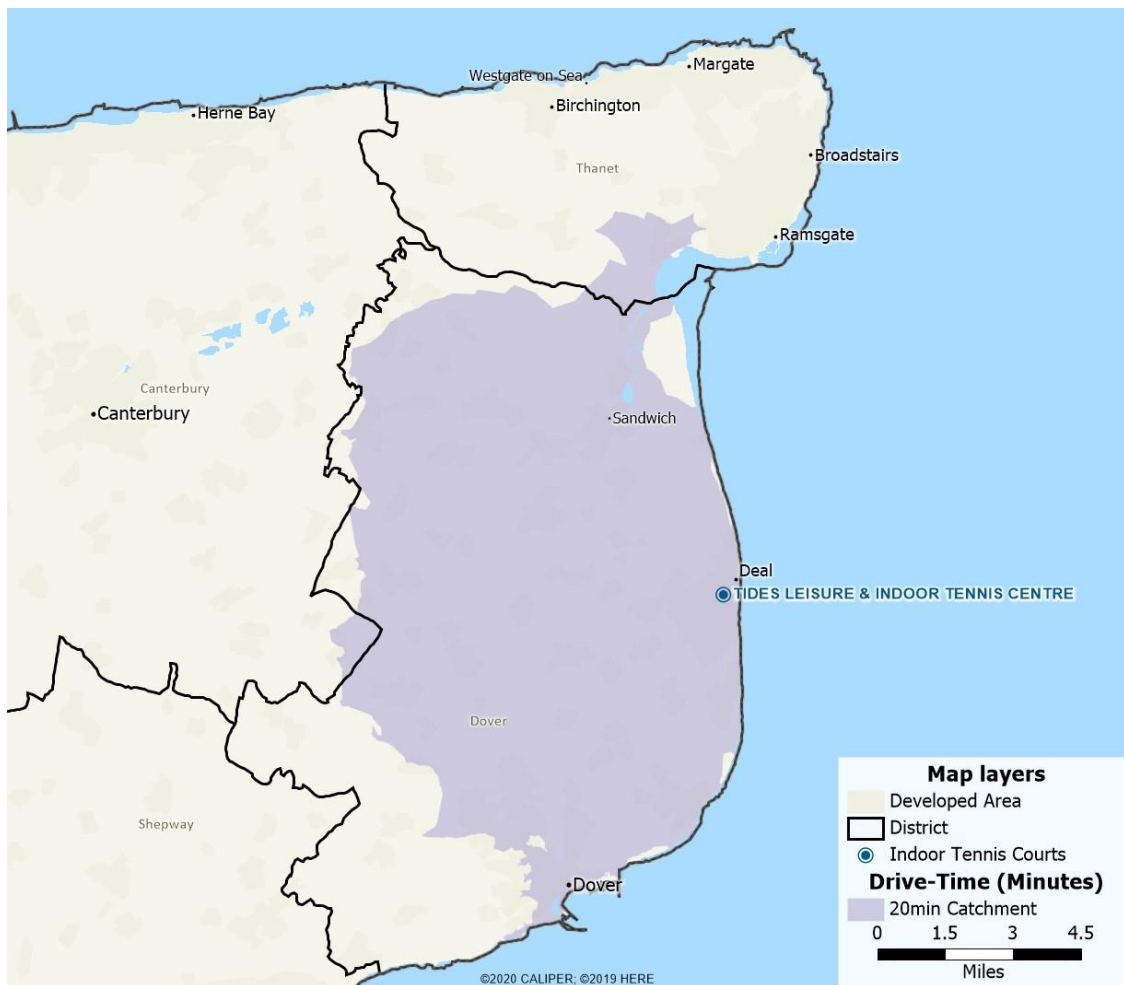 Westgate on Sea
Margate
Birchington
Herne Bay
Broadstairs
Thanet
Ramsgate
Canterbury
Canterbury
Sandwich
Deal
TIDES LEISURE & INDOOR TENNIS CENTRE
Dover
Shepway
Dover
Map layers
Developed Area
District
Indoor Tennis Courts
Drive-Time (Minutes)
20min Catchment
0 1.5 3 4.5
Miles
©2020 CALIPER; ©2019 HERE